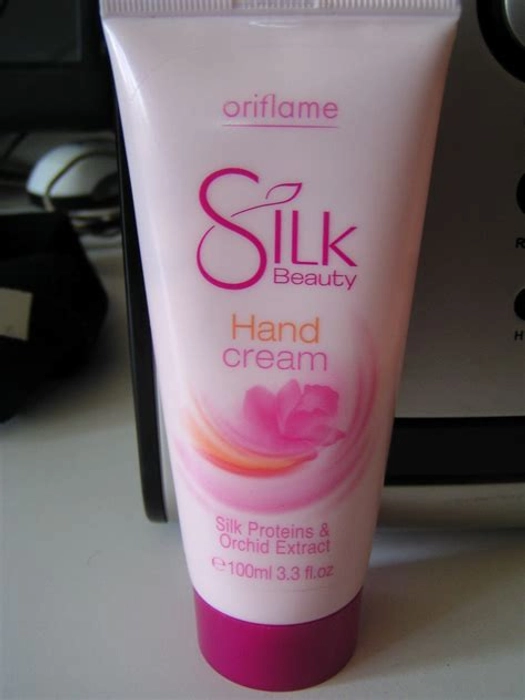 oriflame
SILK
Beauty
Hand
cream
Silk Proteins &
Orchid Extract
℮100ml 3.3 fl.oz